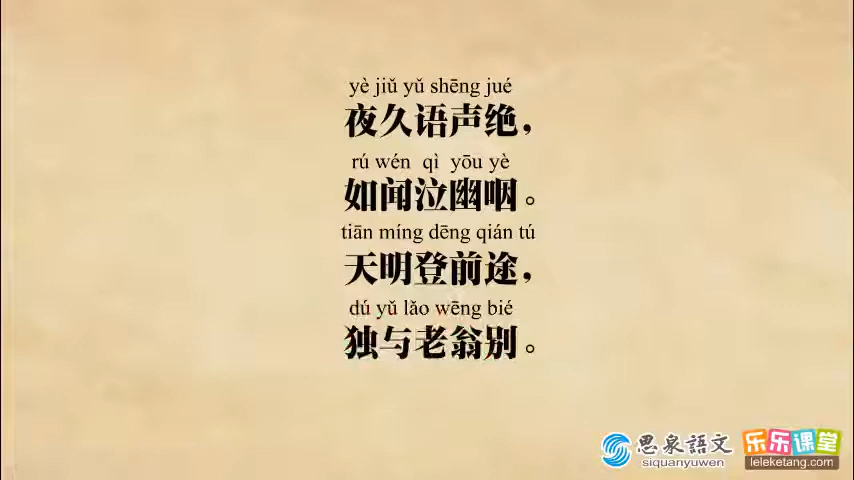 yè jiǔ yǔ shēng jué
夜久语声绝，
rú wén qì yōu yè
如闻泣幽咽。
tiān míng dēng qián tú
天明登前途，
dú yǔ lǎo wēng bié
独与老翁别。
思泉語文
siquanyuwen
乐乐课堂
leleketang.com